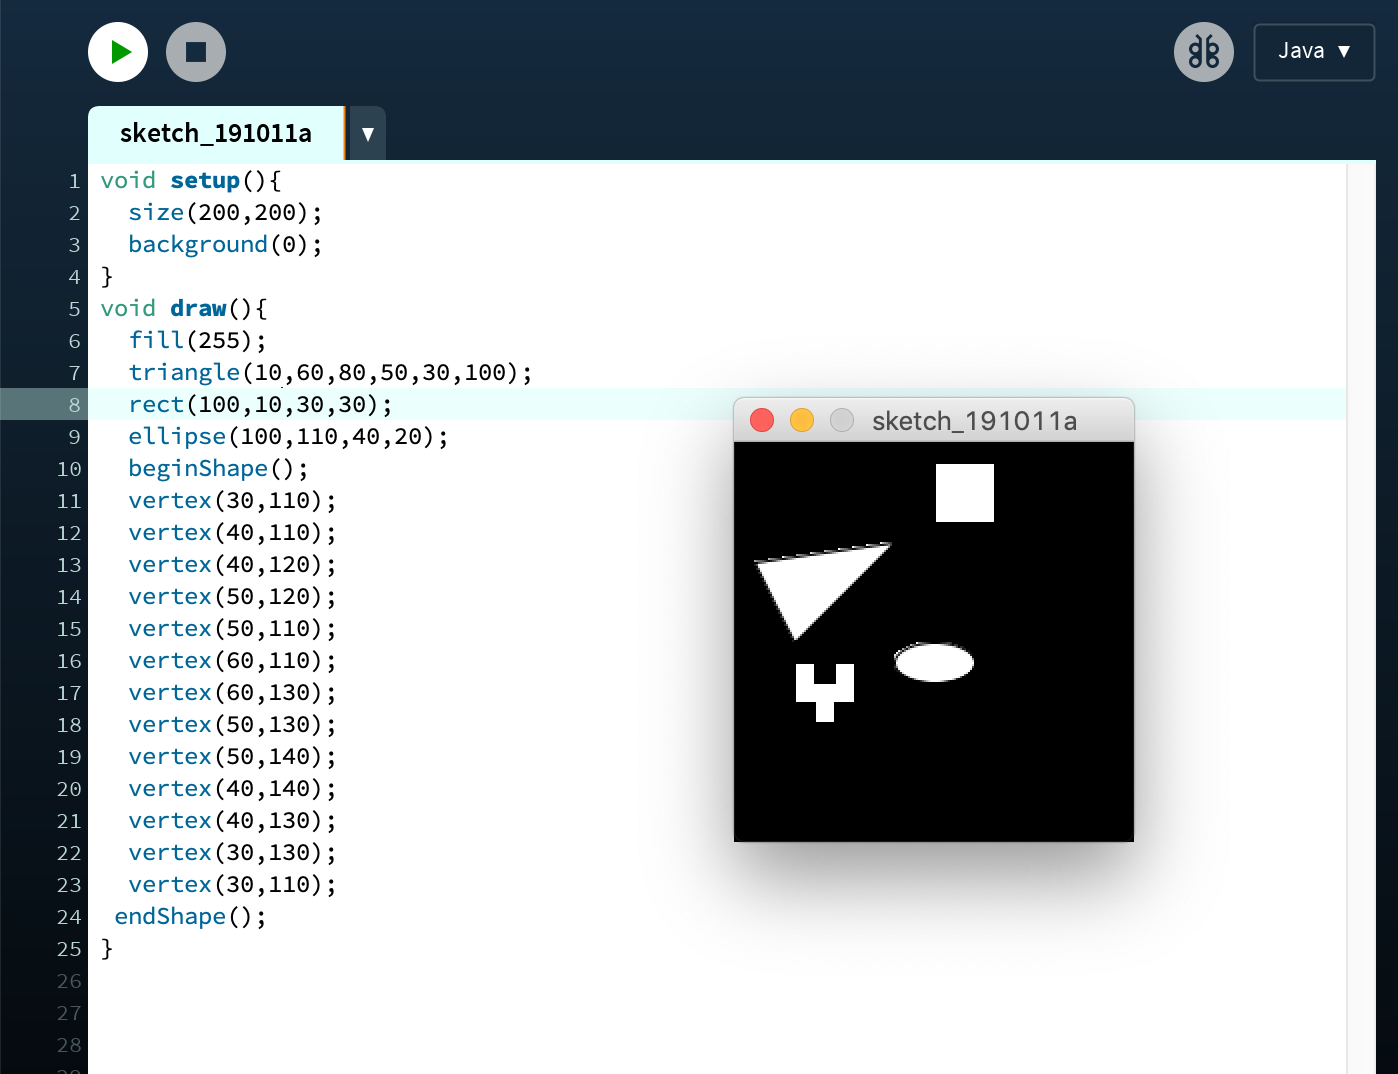 Java ▼
sketch_191011a ▼
1 void setup(){
2 size(200,200);
3 background(0);
4 }
5 void draw(){
6 fill(255);
7 triangle(10,60,80,50,30,100);
8 rect(100,10,30,30);
9 ellipse(100,110,40,20);
10 beginShape();
11 vertex(30,110);
12 vertex(40,110);
13 vertex(40,120);
14 vertex(50,120);
15 vertex(50,110);
16 vertex(60,110);
17 vertex(60,130);
18 vertex(50,130);
19 vertex(50,140);
20 vertex(40,140);
21 vertex(40,130);
22 vertex(30,130);
23 vertex(30,110);
24 endShape();
25 }
26
27
28
sketch_191011a